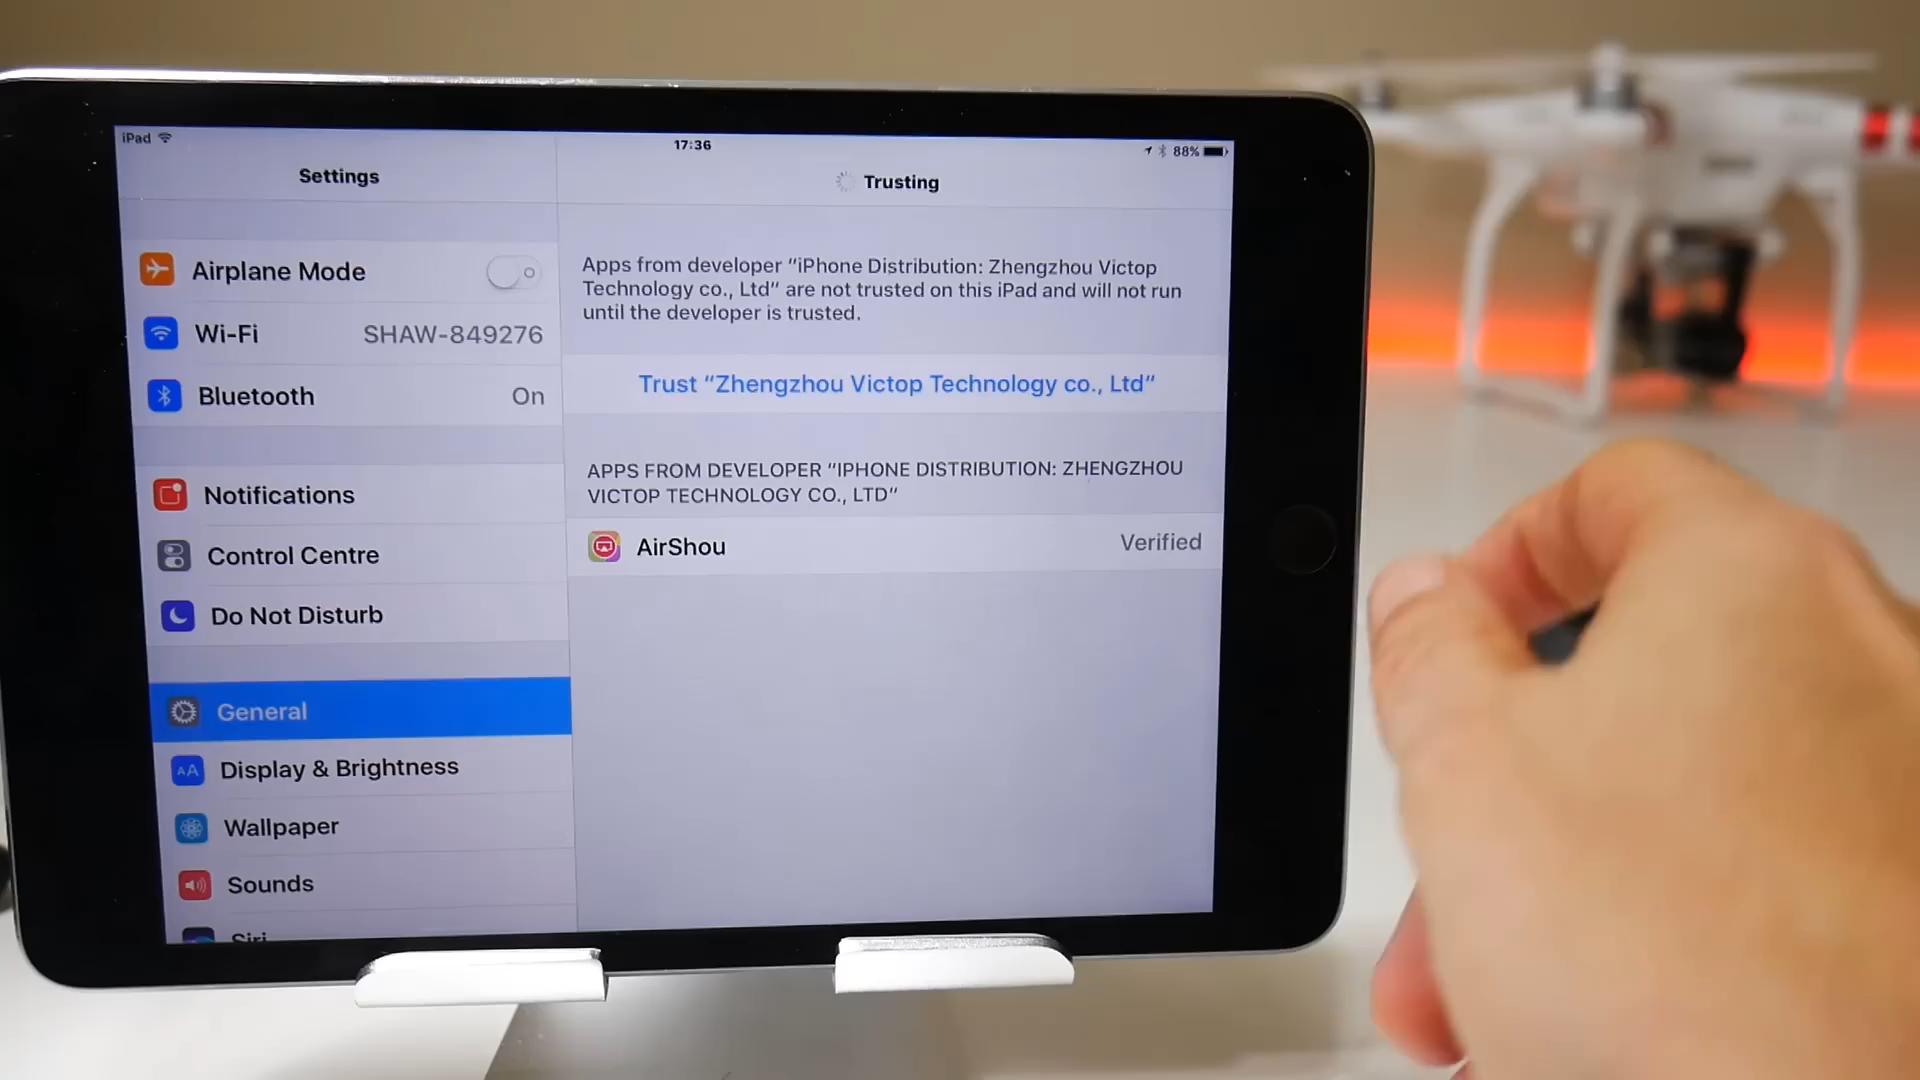 iPad
17:36
88%
Settings
Trusting
Airplane Mode
Wi-Fi SHAW-849276
Bluetooth On
Notifications
Control Centre
Do Not Disturb
General
AA Display & Brightness
Wallpaper
Sounds
Siri
Apps from developer “iPhone Distribution: Zhengzhou Victop
Technology co., Ltd” are not trusted on this iPad and will not run
until the developer is trusted.
Trust “Zhengzhou Victop Technology co., Ltd”
APPS FROM DEVELOPER “IPHONE DISTRIBUTION: ZHENGZHOU
VICTOP TECHNOLOGY CO., LTD”
AirShou Verified